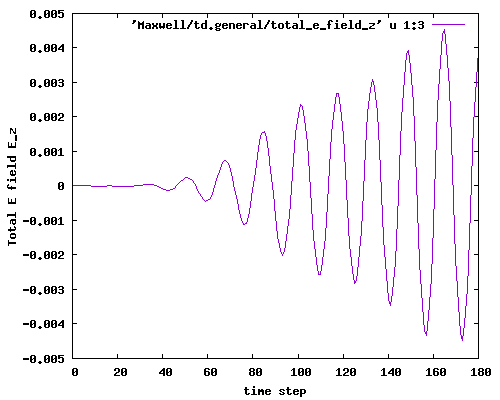 'Maxwell/td.general/total_e_field_z' u 1:3
0.005
0.004
0.003
0.002
0.001
0
-0.001
-0.002
-0.003
-0.004
-0.005
Total E field E_z
0 20 40 60 80 100 120 140 160 180
time step